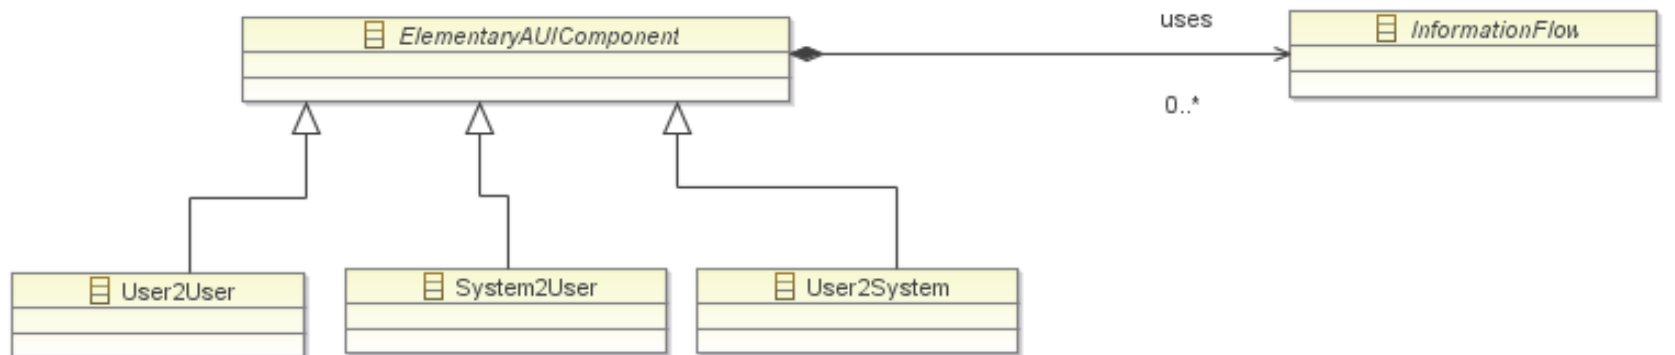 ElementaryAUIComponent
uses
InformationFlow
0..*
User2User
System2User
User2System